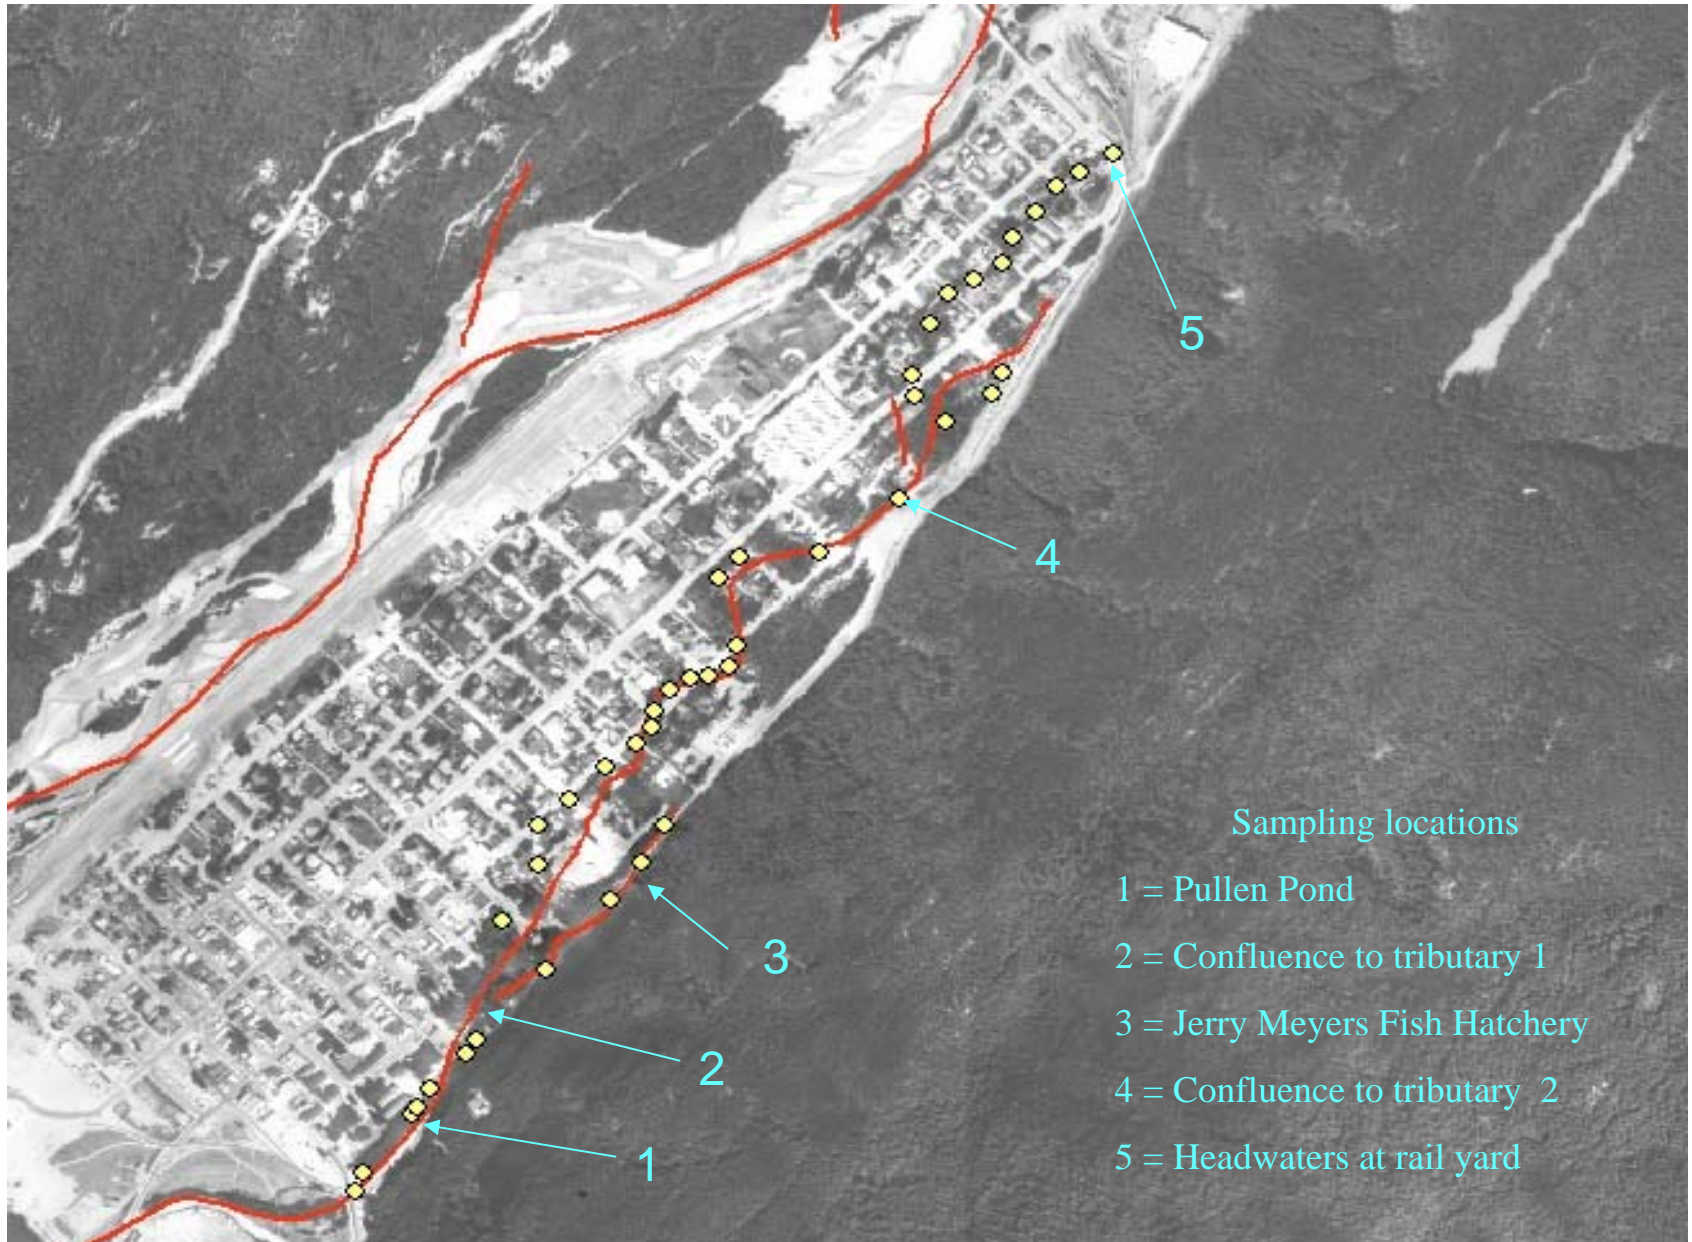 5
4
Sampling locations
1 = Pullen Pond
2 = Confluence to tributary 1
3
3 = Jerry Meyers Fish Hatchery
2
4 = Confluence to tributary 2
1
5 = Headwaters at rail yard